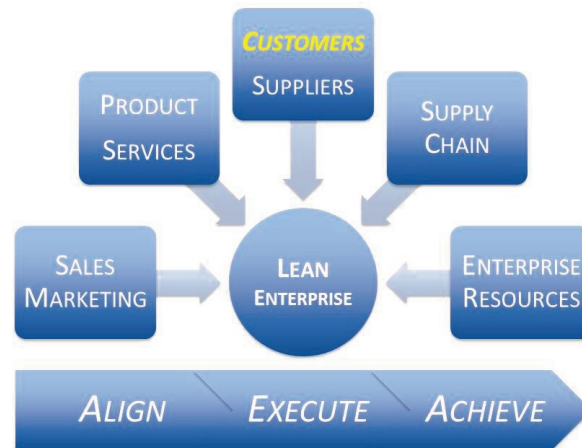 CUSTOMERS
SUPPLIERS
PRODUCT
SERVICES
SUPPLY
CHAIN
SALES
MARKETING
LEAN
ENTERPRISE
ENTERPRISE
RESOURCES
ALIGN EXECUTE ACHIEVE